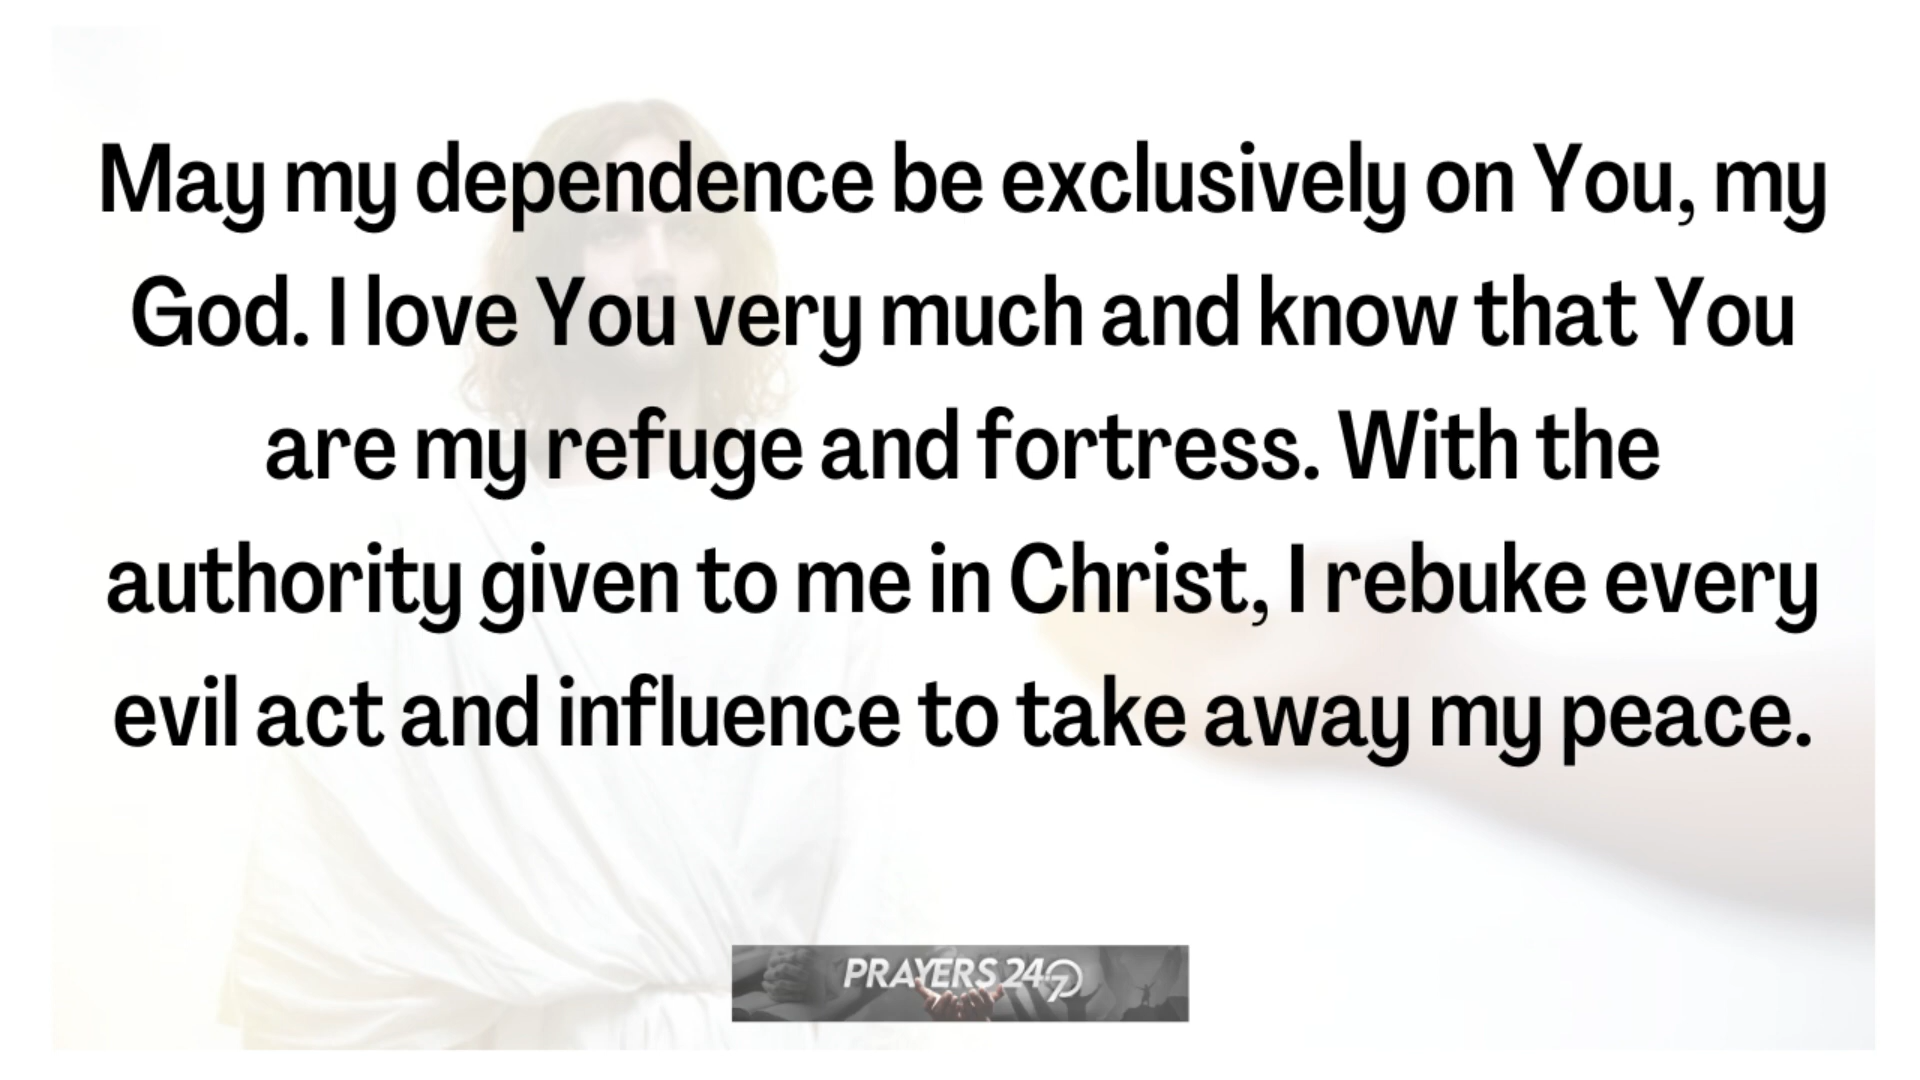 May my dependence be exclusively on You, my
God. I love You very much and know that You
are my refuge and fortress. With the
authority given to me in Christ, I rebuke every
evil act and influence to take away my peace.
PRAYERS 24/7